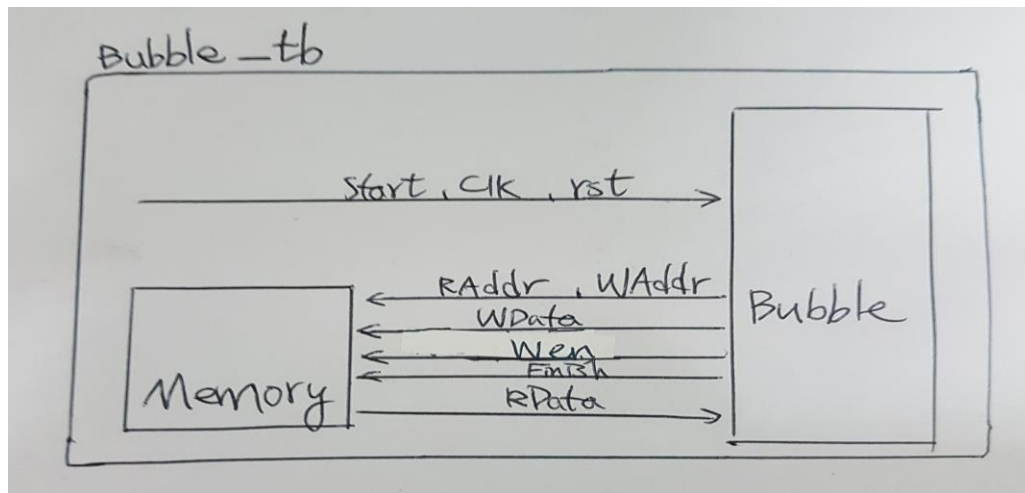 Bubble_tb
Start, Clk, rst
RAddr, WAddr
WData
Wen
Finish
RData
Memory
Bubble